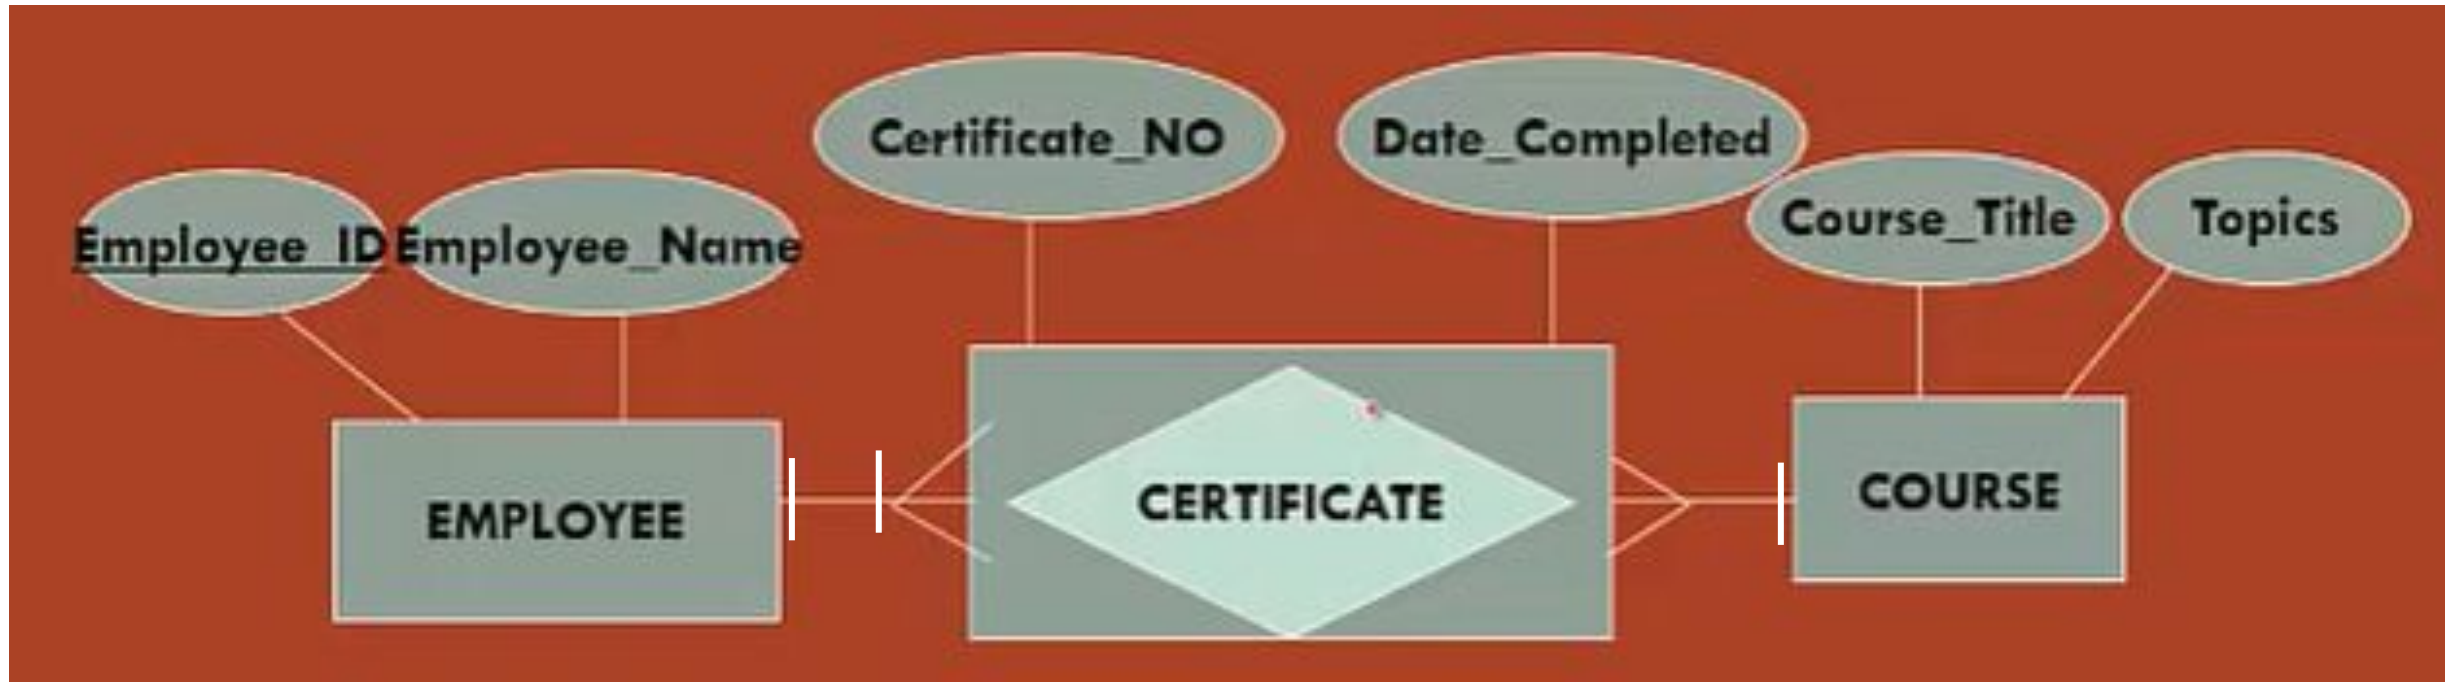 Certificate_NO
Date_Completed
Employee_ID
Employee_Name
Course_Title
Topics
EMPLOYEE
CERTIFICATE
COURSE